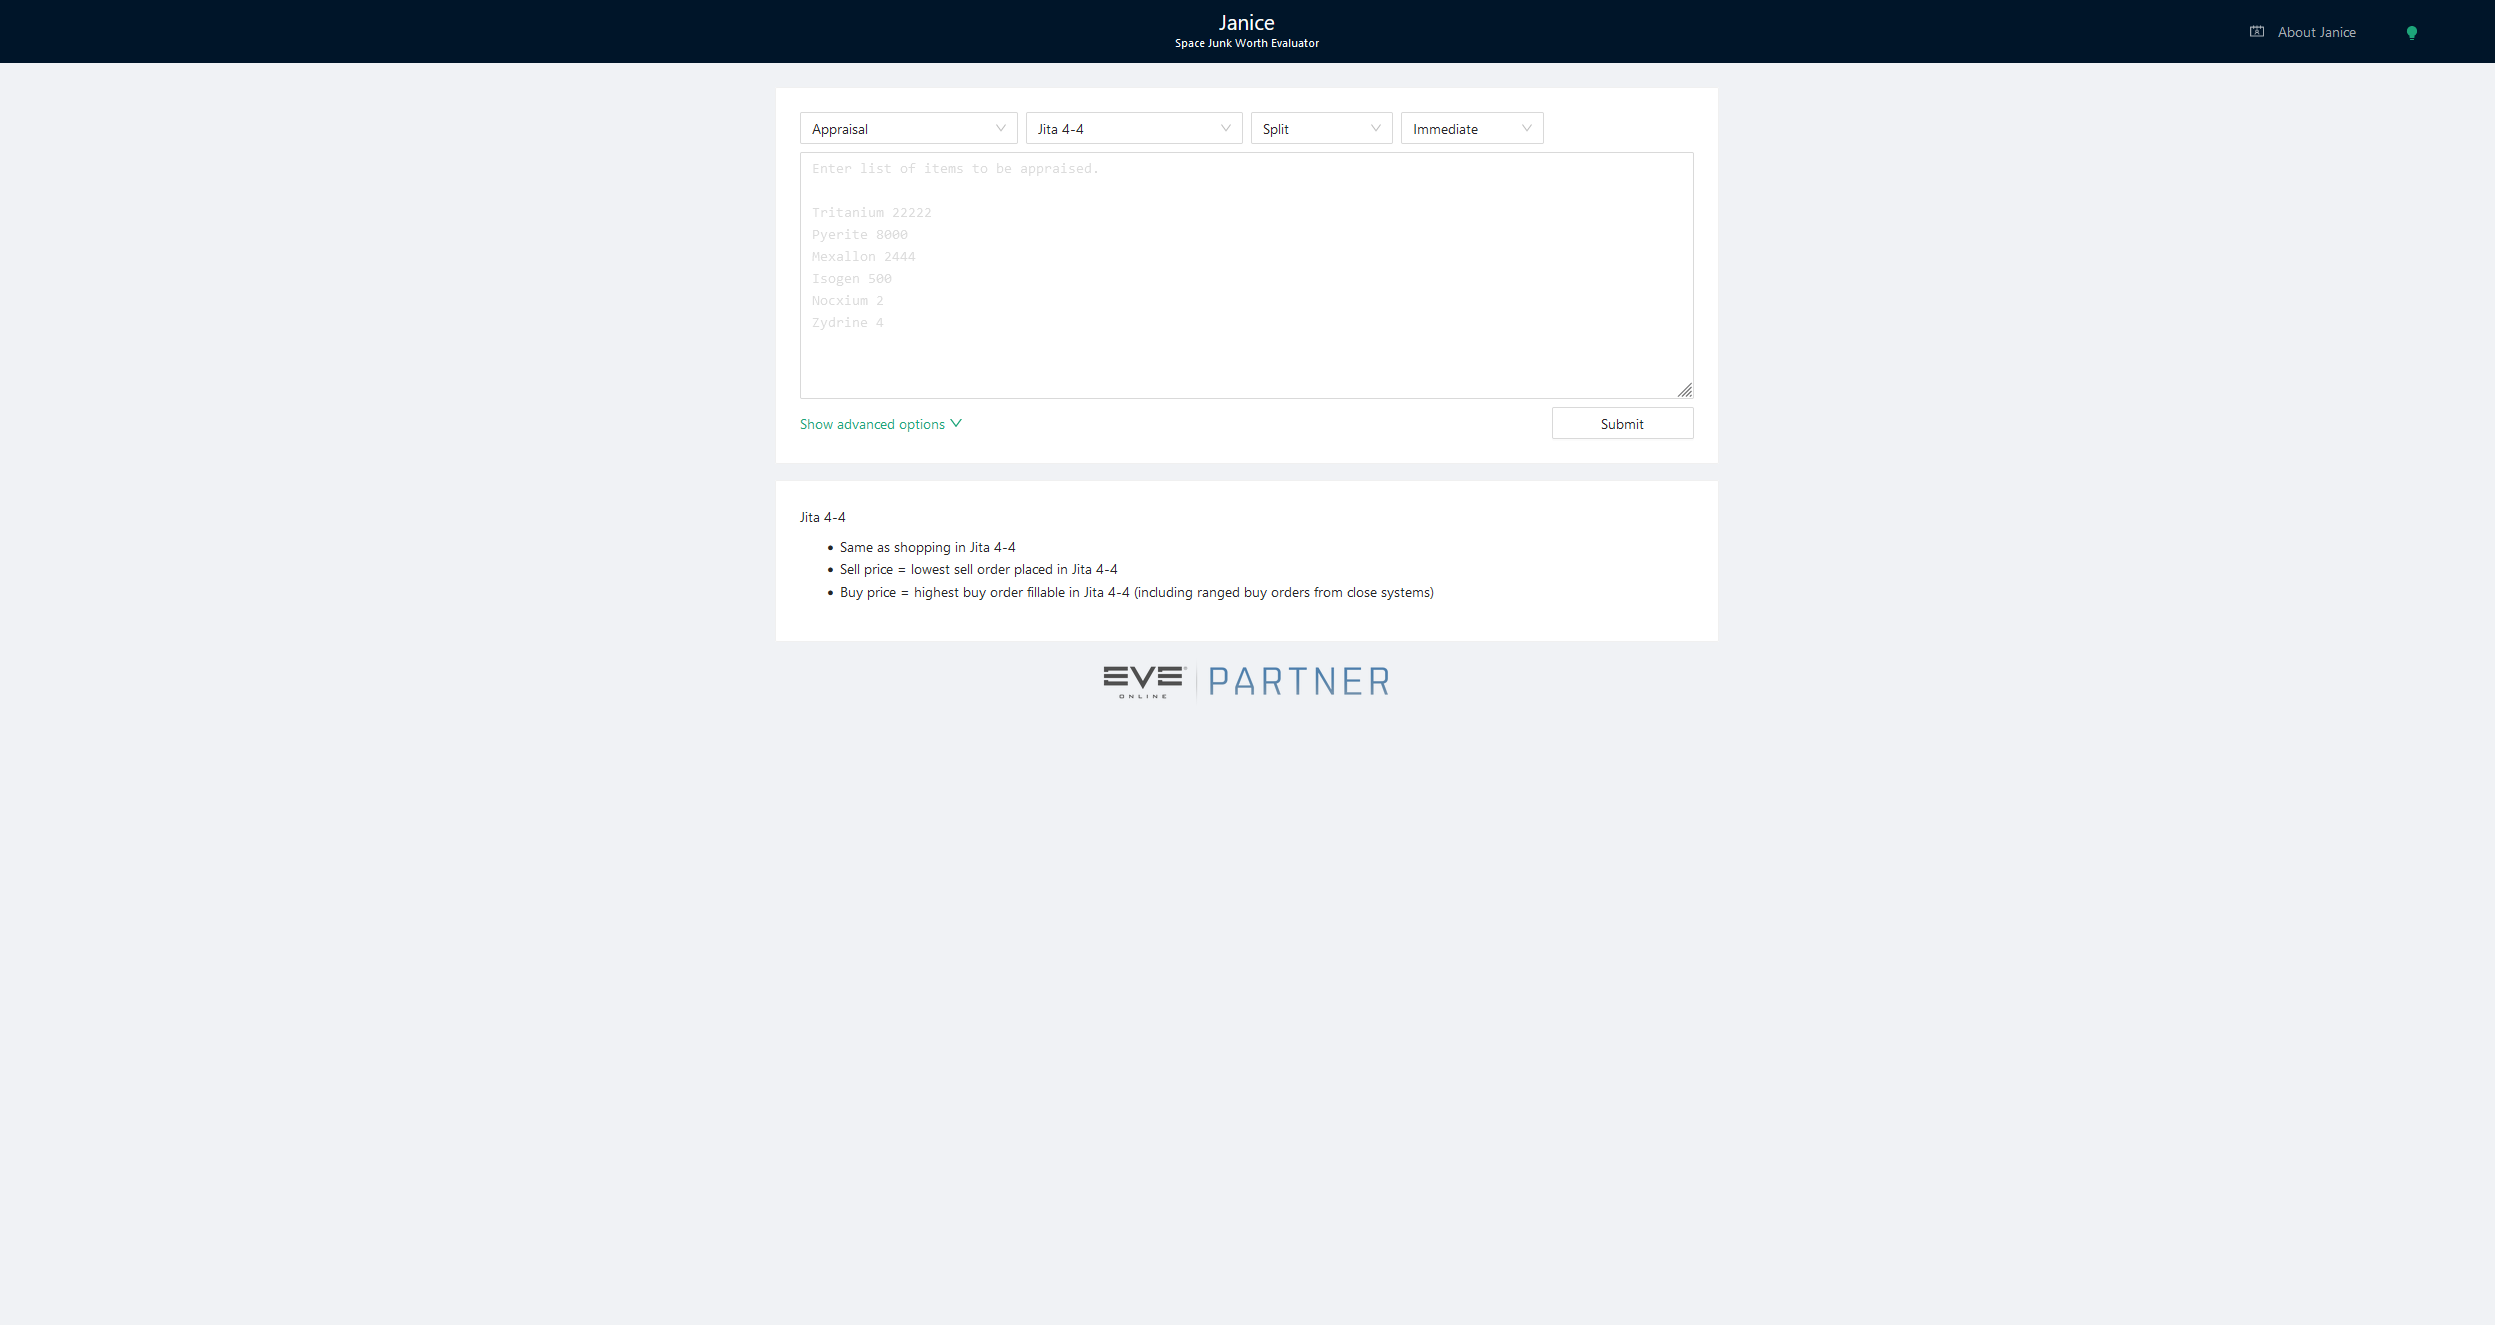 Janice
Space Junk Worth Evaluator
About Janice
Appraisal
Jita 4-4
Split
Immediate
Enter list of items to be appraised.
Tritanium 22222
Pyerite 8000
Mexallon 2444
Isogen 500
Nocxium 2
Zydrine 4
Show advanced options
Submit
Jita 4-4
Same as shopping in Jita 4-4
Sell price = lowest sell order placed in Jita 4-4
Buy price = highest buy order fillable in Jita 4-4 (including ranged buy orders from close systems)
EVE ONLINE
PARTNER